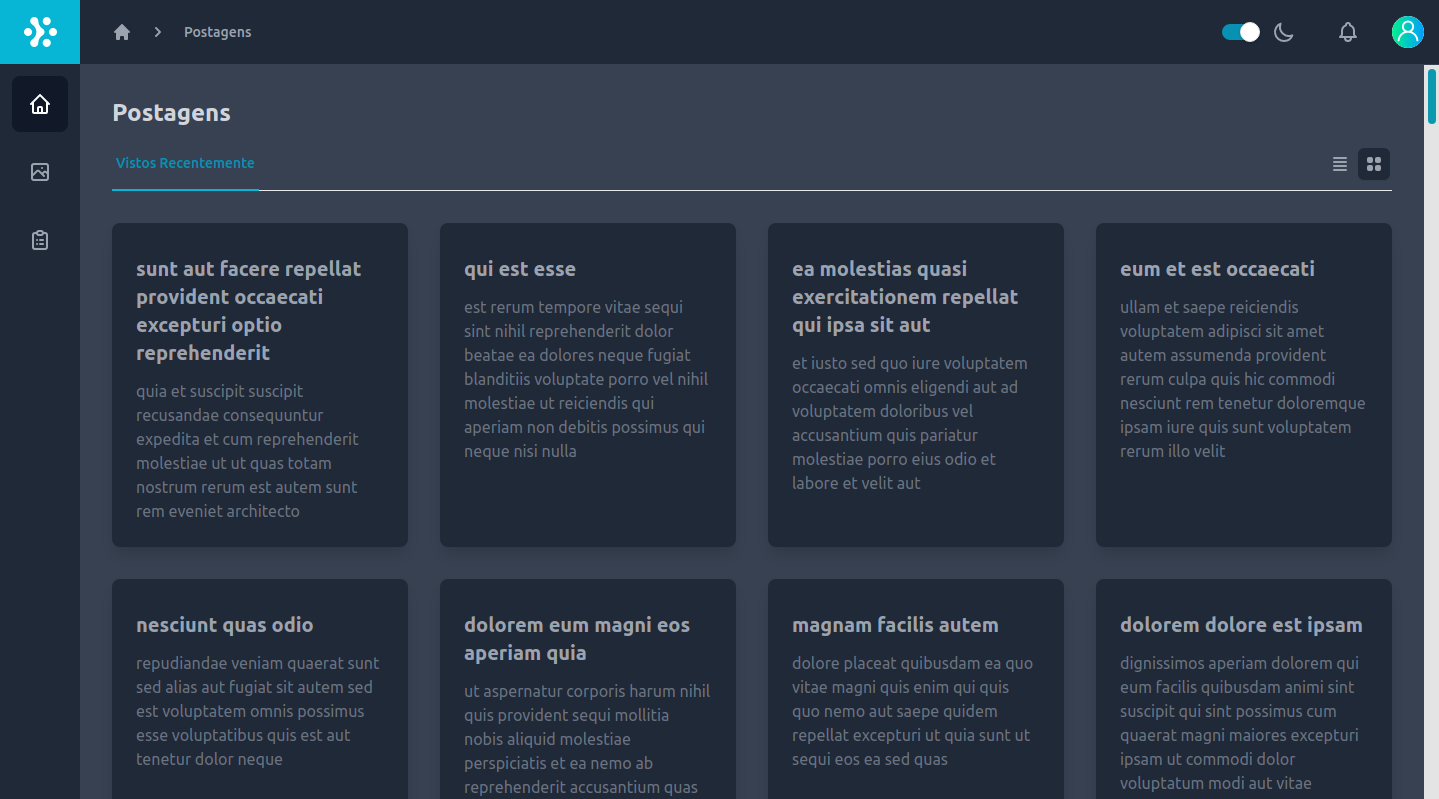 Postagens
Postagens
Vistos Recentemente
sunt aut facere repellat
provident occaecati
excepturi optio
reprehenderit
quia et suscipit suscipit
recusandae consequuntur
expedita et cum reprehenderit
molestiae ut ut quas totam
nostrum rerum est autem sunt
rem eveniet architecto
qui est esse
est rerum tempore vitae sequi
sint nihil reprehenderit dolor
beatae ea dolores neque fugiat
blanditiis voluptate porro vel nihil
molestiae ut reiciendis qui
aperiam non debitis possimus qui
neque nisi nulla
ea molestias quasi
exercitationem repellat
qui ipsa sit aut
et iusto sed quo iure voluptatem
occaecati omnis eligendi aut ad
voluptatem doloribus vel
accusantium quis pariatur
molestiae porro eius odio et
labore et velit aut
eum et est occaecati
ullam et saepe reiciendis
voluptatem adipisci sit amet
autem assumenda provident
rerum culpa quis hic commodi
nesciunt rem tenetur doloremque
ipsam iure quis sunt voluptatem
rerum illo velit
nesciunt quas odio
repudiandae veniam quaerat sunt
sed alias aut fugiat sit autem sed
est voluptatem omnis possimus
esse voluptatibus quis est aut
tenetur dolor neque
dolorem eum magni eos
aperiam quia
ut aspernatur corporis harum nihil
quis provident sequi mollitia
nobis aliquid molestiae
perspiciatis et ea nemo ab
reprehenderit accusantium quas
magnam facilis autem
dolore placeat quibusdam ea quo
vitae magni quis enim qui quis
quo nemo aut saepe quidem
repellat excepturi ut quia sunt ut
sequi eos ea sed quas
dolorem dolore est ipsam
dignissimos aperiam dolorem qui
eum facilis quibusdam animi sint
suscipit qui sint possimus cum
quaerat magni maiores excepturi
ipsam ut commodi dolor
voluptatum modi aut vitae